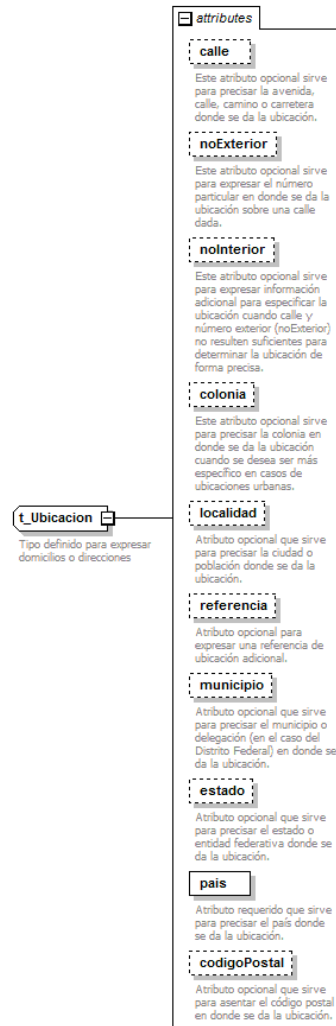 attributes
calle
Este atributo opcional sirve
para precisar la avenida,
calle, camino o carretera
donde se da la ubicación.
noExterior
Este atributo opcional sirve
para expresar el número
particular en donde se da la
ubicación sobre una calle
dada.
noInterior
Este atributo opcional sirve
para expresar información
adicional para especificar la
ubicación cuando calle y
número exterior (noExterior)
no resulten suficientes para
determinar la ubicación de
forma precisa.
colonia
Este atributo opcional sirve
para precisar la colonia en
donde se da la ubicación
cuando se desea ser más
específico en casos de
ubicaciones urbanas.
t_Ubicacion
Tipo definido para expresar
domicilios o direcciones
localidad
Atributo opcional que sirve
para precisar la ciudad o
población donde se da la
ubicación.
referencia
Atributo opcional para
expresar una referencia de
ubicación adicional.
municipio
Atributo opcional que sirve
para precisar el municipio o
delegación (en el caso del
Distrito Federal) en donde se
da la ubicación.
estado
Atributo opcional que sirve
para precisar el estado o
entidad federativa donde se
da la ubicación.
pais
Atributo requerido que sirve
para precisar el país donde
se da la ubicación.
codigoPostal
Atributo opcional que sirve
para asentar el código postal
en donde se da la ubicación.